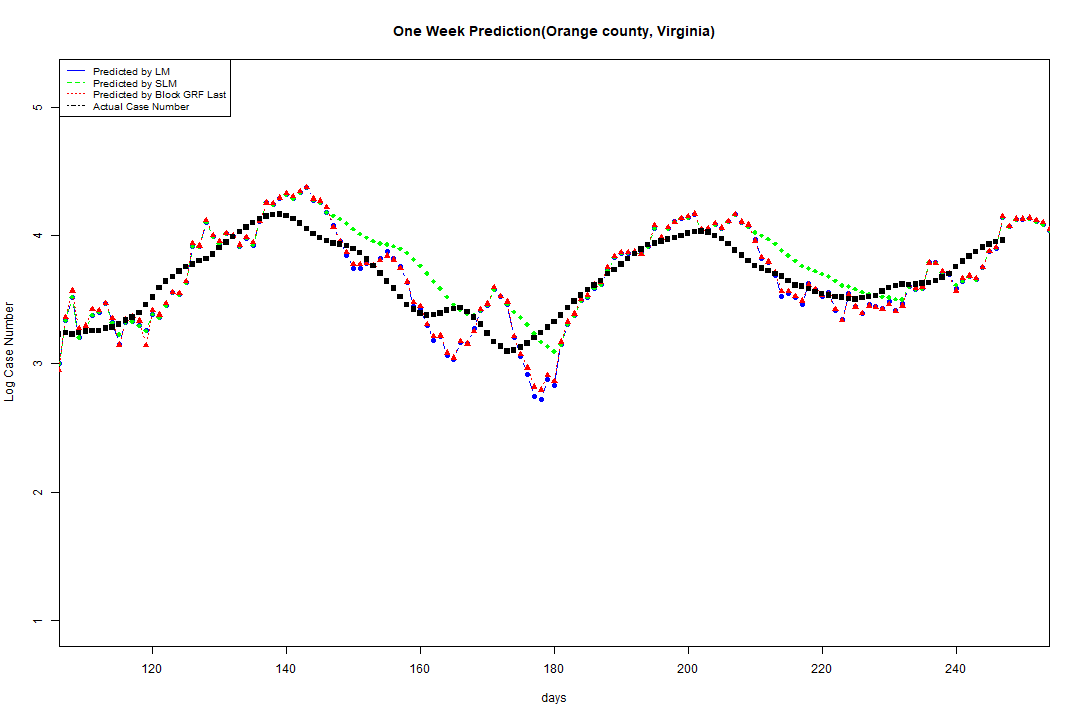 One Week Prediction(Orange county, Virginia)
Predicted by LM
Predicted by SLM
Predicted by Block GRF Last
Actual Case Number
5
4
3
2
1
Log Case Number
120 140 160 180 200 220 240
days